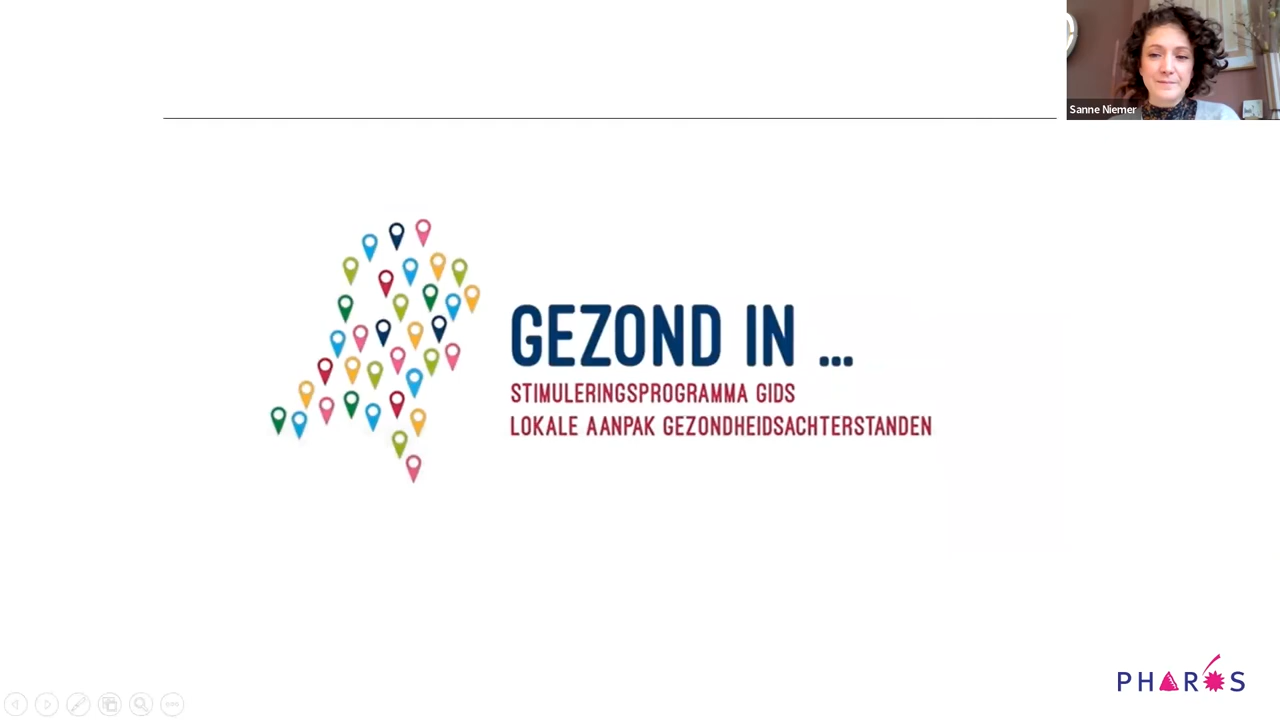 Sanne Niemer
GEZOND IN ...
STIMULERINGSPROGRAMMA GIDS
LOKALE AANPAK GEZONDHEIDSACHTERSTANDEN
PHAROS